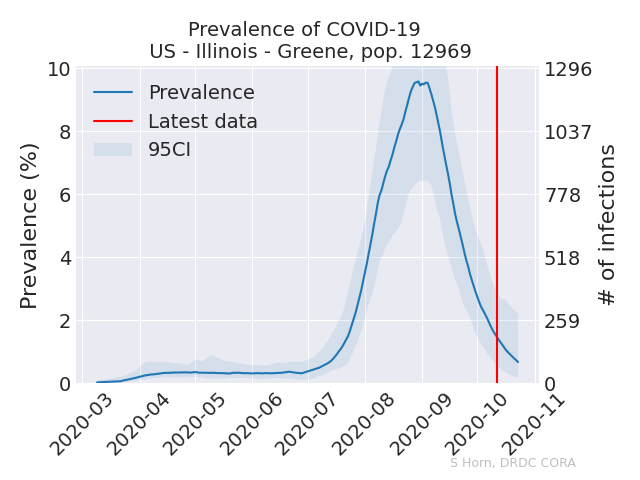 Prevalence of COVID-19
US - Illinois - Greene, pop. 12969
Prevalence
Latest data
95CI
Prevalence (%)
10
8
6
4
2
0
1296
1037
778
518
259
0
# of infections
2020-03
2020-04
2020-05
2020-06
2020-07
2020-08
2020-09
2020-10
2020-11
S Horn, DRDC CORA